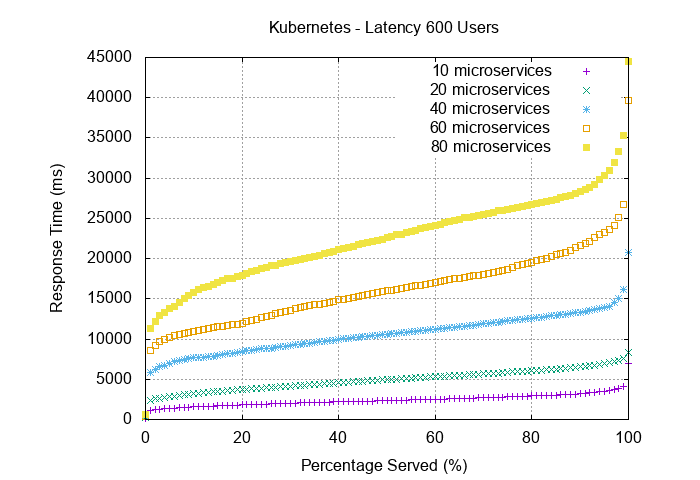 Kubernetes - Latency 600 Users
45000
40000
35000
30000
25000
20000
15000
10000
5000
0
Response Time (ms)
10 microservices
20 microservices
40 microservices
60 microservices
80 microservices
0 20 40 60 80 100
Percentage Served (%)